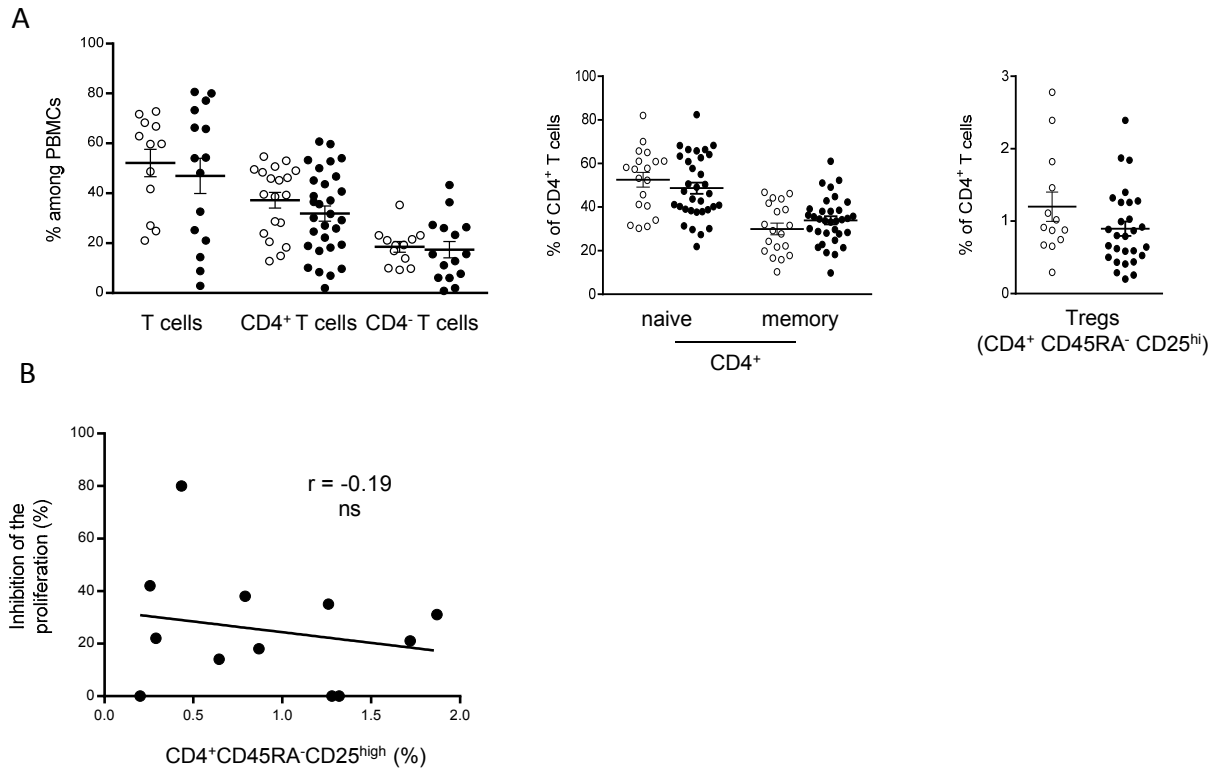 A
% among PBMCs
100
80
60
40
20
0
T cells
CD4+ T cells
CD4- T cells
% of CD4+ T cells
100
80
60
40
20
0
naive
memory
CD4+
% of CD4+ T cells
3
2
1
0
Tregs
(CD4+ CD45RA- CD25hi)
B
Inhibition of the
proliferation (%)
100
80
60
40
20
0
r = -0.19
ns
0.0
0.5
1.0
1.5
2.0
CD4+CD45RA-CD25high (%)